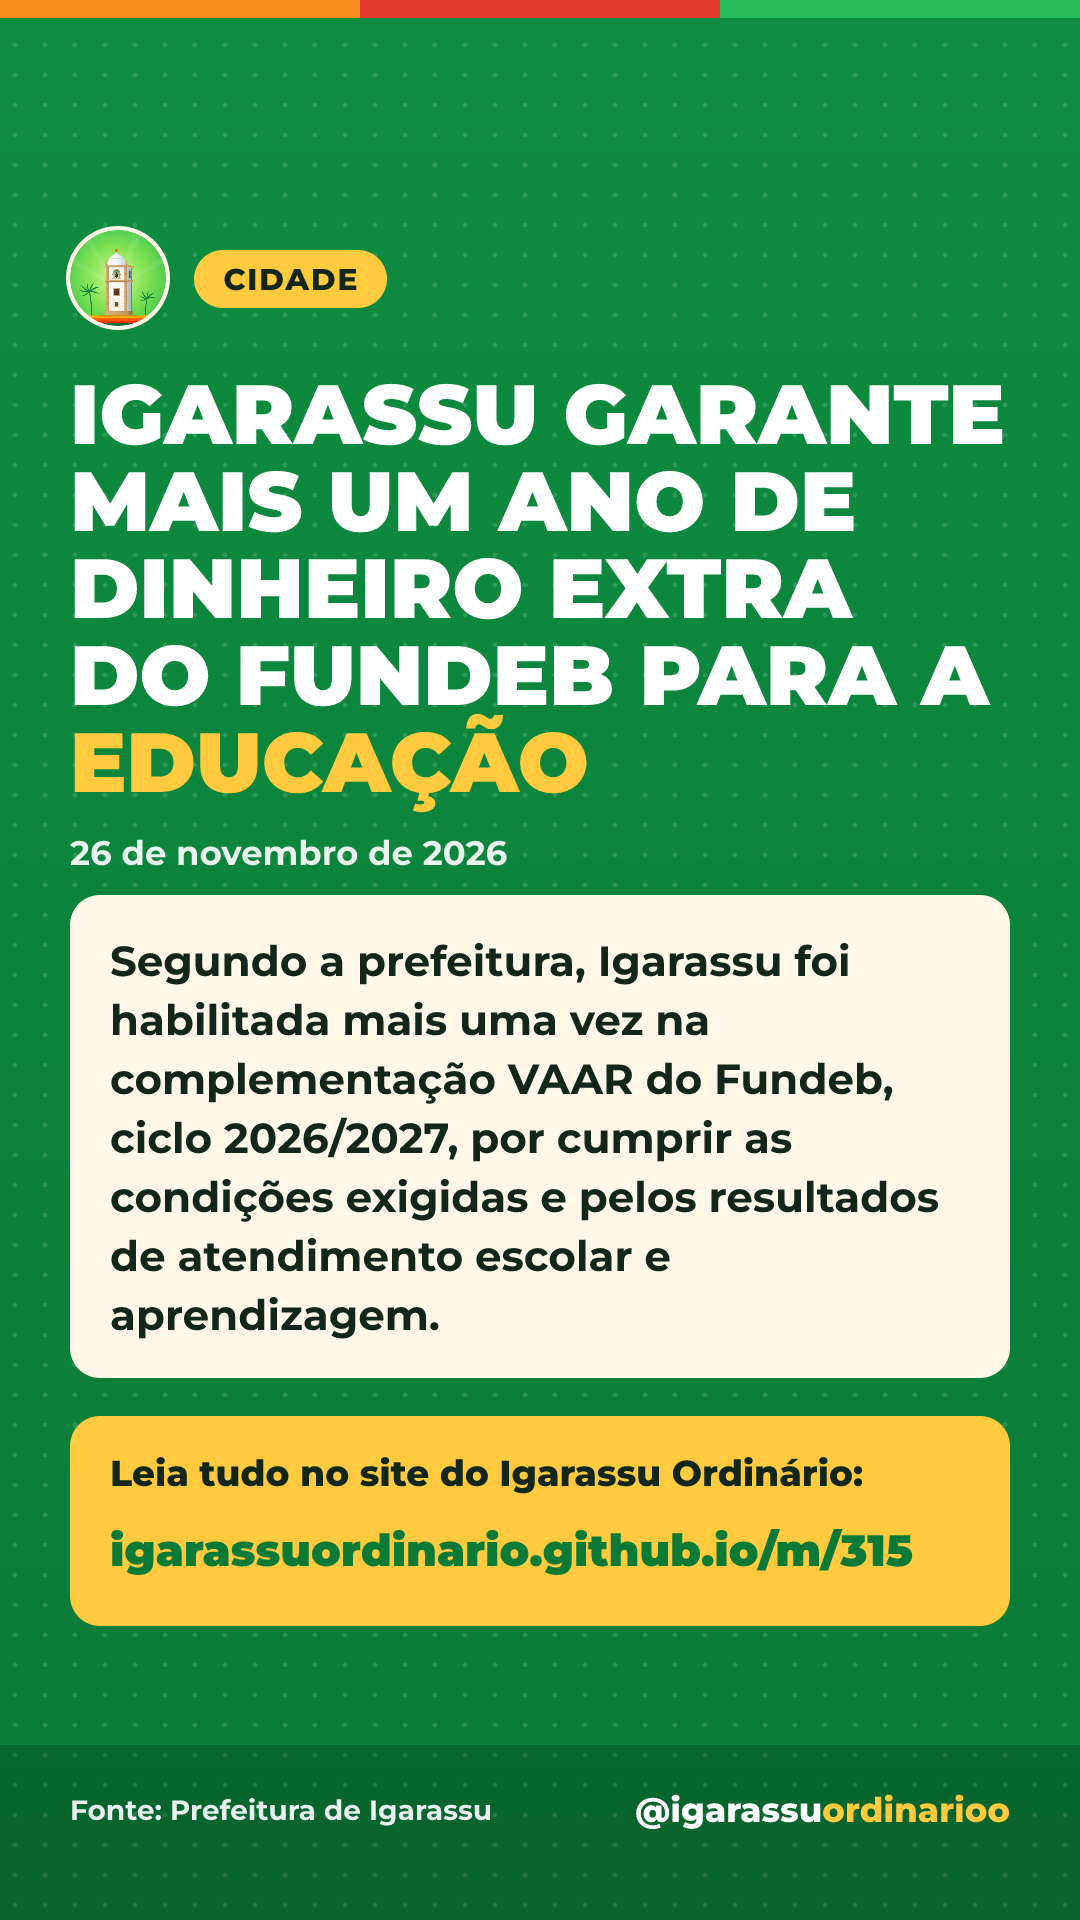 CIDADE
IGARASSU GARANTE
MAIS UM ANO DE
DINHEIRO EXTRA
DO FUNDEB PARA A
EDUCAÇÃO
26 de novembro de 2026
Segundo a prefeitura, Igarassu foi
habilitada mais uma vez na
complementação VAAR do Fundeb,
ciclo 2026/2027, por cumprir as
condições exigidas e pelos resultados
de atendimento escolar e
aprendizagem.
Leia tudo no site do Igarassu Ordinário:
igarassuordinario.github.io/m/315
Fonte: Prefeitura de Igarassu
@igarassuordinarioo